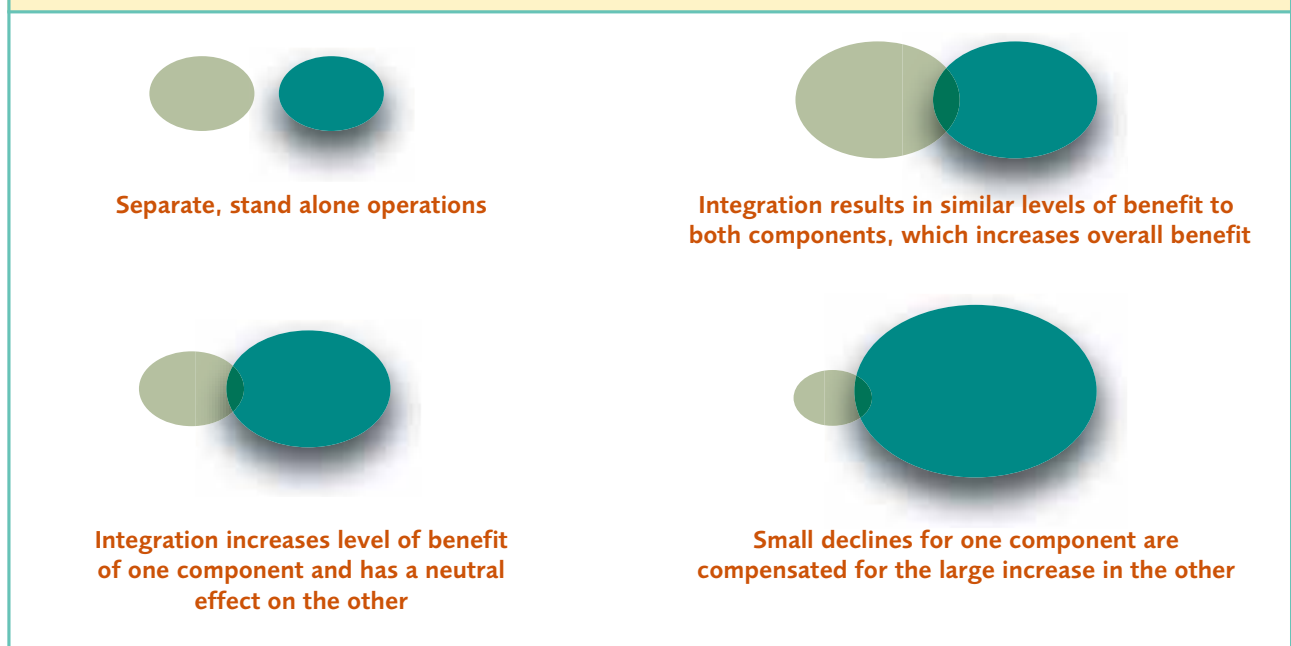 Separate, stand alone operations
Integration results in similar levels of benefit to
both components, which increases overall benefit
Integration increases level of benefit
of one component and has a neutral
effect on the other
Small declines for one component are
compensated for the large increase in the other